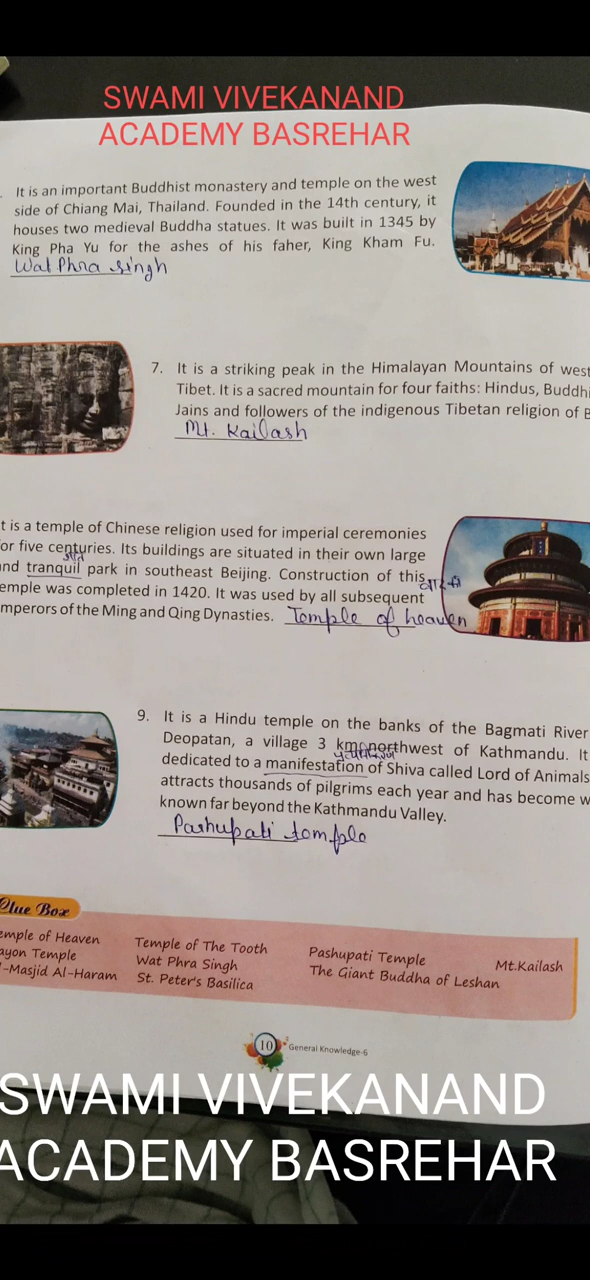 SWAMI VIVEKANAND
ACADEMY BASREHAR
It is an important Buddhist monastery and temple on the west
side of Chiang Mai, Thailand. Founded in the 14th century, it
houses two medieval Buddha statues. It was built in 1345 by
King Pha Yu for the ashes of his faher, King Kham Fu.
Wat Phra singh
7. It is a striking peak in the Himalayan Mountains of west
Tibet. It is a sacred mountain for four faiths: Hindus, Buddhi
Jains and followers of the indigenous Tibetan religion of B
Mt. Kailash
t is a temple of Chinese religion used for imperial ceremonies
or five centuries. Its buildings are situated in their own large
nd tranquil park in southeast Beijing. Construction of this
emple was completed in 1420. It was used by all subsequent
mperors of the Ming and Qing Dynasties. Temple of heaven
9. It is a Hindu temple on the banks of the Bagmati River
Deopatan, a village 3 km northwest of Kathmandu. It
dedicated to a manifestation of Shiva called Lord of Animals
attracts thousands of pilgrims each year and has become w
known far beyond the Kathmandu Valley.
Pashupati temple
Clue Box
emple of Heaven Temple of The Tooth Pashupati Temple Mt.Kailash
ayon Temple Wat Phra Singh The Giant Buddha of Leshan
l-Masjid Al-Haram St. Peter's Basilica
10 General Knowledge-6
SWAMI VIVEKANAND
ACADEMY BASREHAR